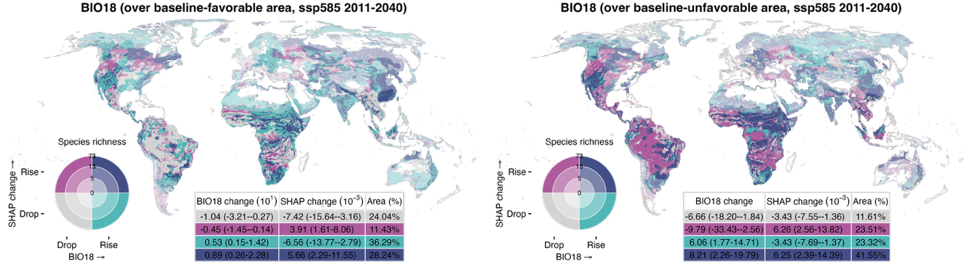 BIO18 (over baseline-favorable area, ssp585 2011-2040)
Species richness
SHAP change →
Rise
Drop
23
13
5
0
Drop
Rise
BIO18 →
BIO18 change (10¹) SHAP change (10⁻³) Area (%)
-1.04 (-3.21--0.27) -7.42 (-15.64--3.16) 24.04%
-0.45 (-1.45--0.14) 3.91 (1.61-8.06) 11.43%
0.53 (0.15-1.42) -6.56 (-13.77--2.79) 36.29%
0.89 (0.26-2.28) 5.66 (2.29-11.55) 28.24%
BIO18 (over baseline-unfavorable area, ssp585 2011-2040)
Species richness
SHAP change →
Rise
Drop
0
Drop
Rise
BIO18 →
BIO18 change SHAP change (10⁻³) Area (%)
-6.66 (-18.20--1.84) -3.43 (-7.55--1.36) 11.61%
-9.79 (-33.43--2.56) 6.26 (2.56-13.82) 23.51%
6.06 (1.77-14.71) -3.43 (-7.69--1.37) 23.32%
8.21 (2.26-19.79) 6.25 (2.39-14.39) 41.55%